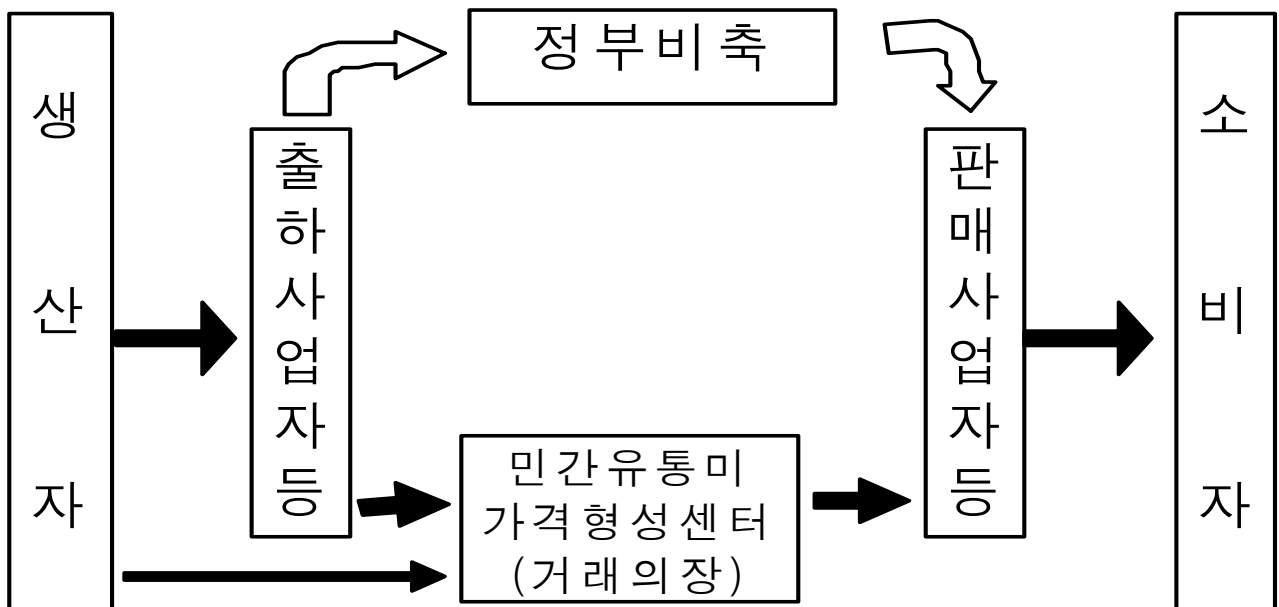 생산자
출하사업자등
정부비축
민간유통미
가격형성센터
(거래의장)
판매사업자등
소비자